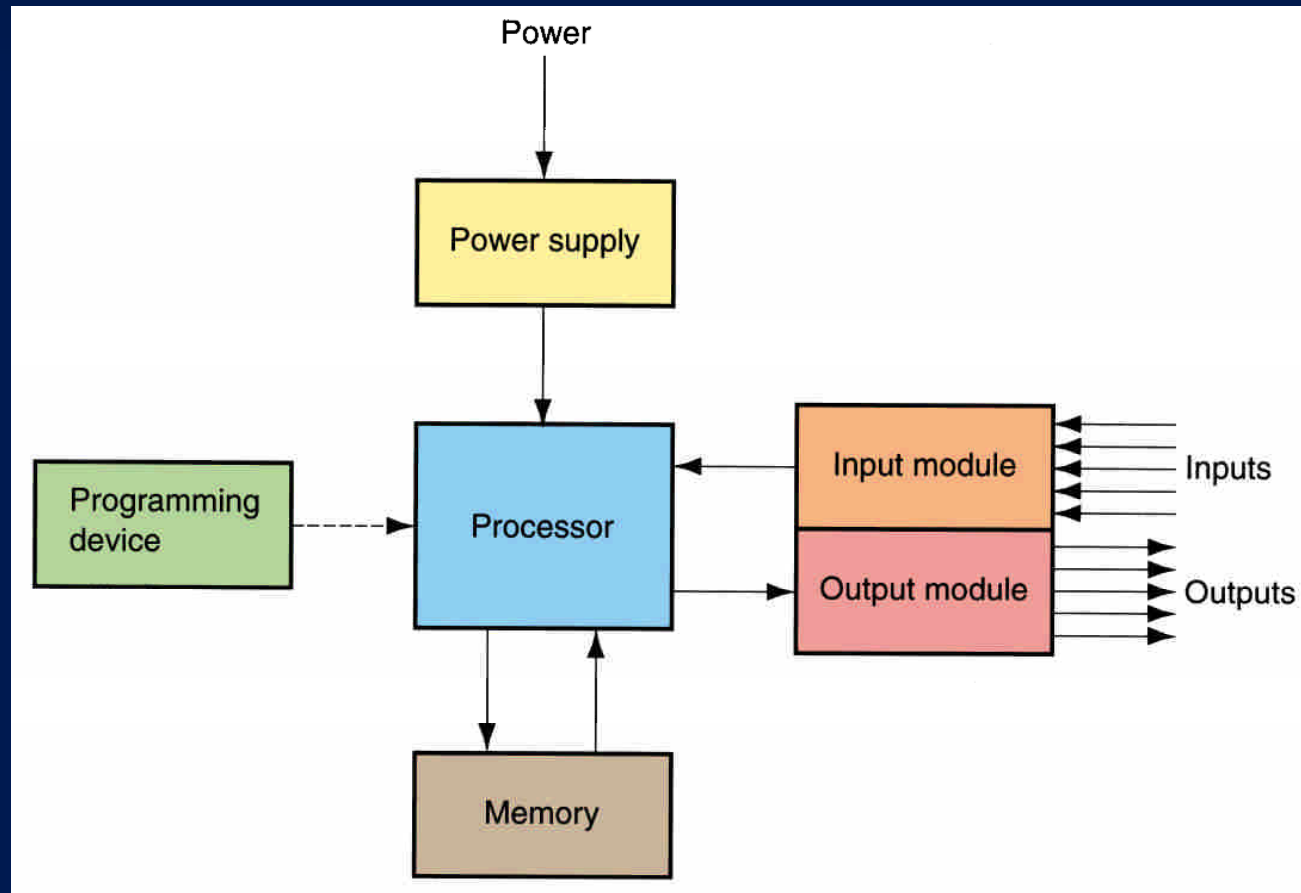 Power
Power supply
Programming
device
Processor
Input module
Inputs
Output module
Outputs
Memory